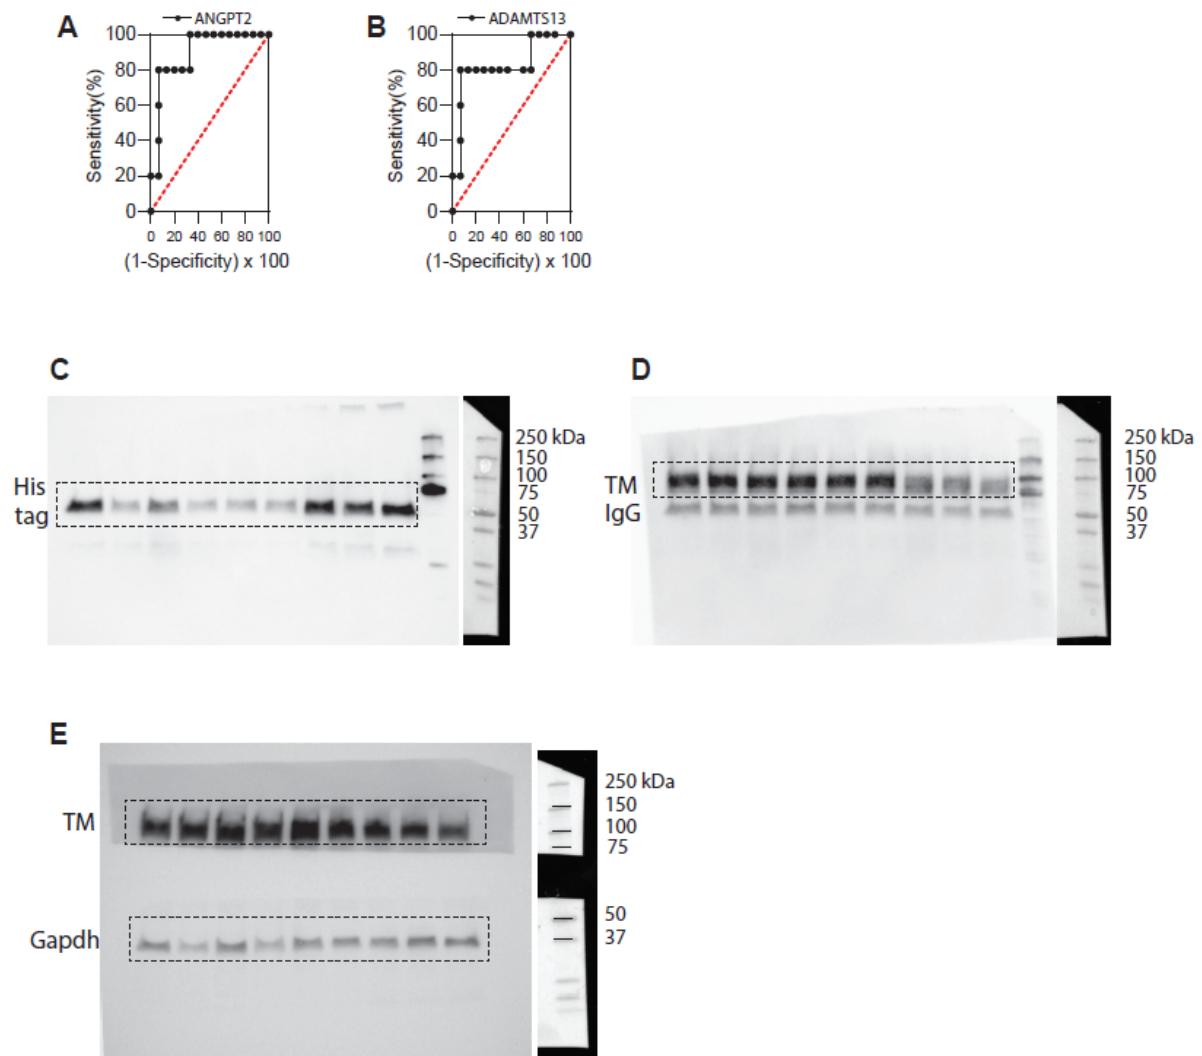 A
ANGPT2
100
80
60
40
20
0
Sensitivity(%)
0 20 40 60 80 100
(1-Specificity) x 100
B
ADAMTS13
100
80
60
40
20
0
Sensitivity(%)
0 20 40 60 80 100
(1-Specificity) x 100
C
His
tag
250 kDa
150
100
75
50
37
D
TM
IgG
250 kDa
150
100
75
50
37
E
TM
Gapdh
250 kDa
150
100
75
50
37